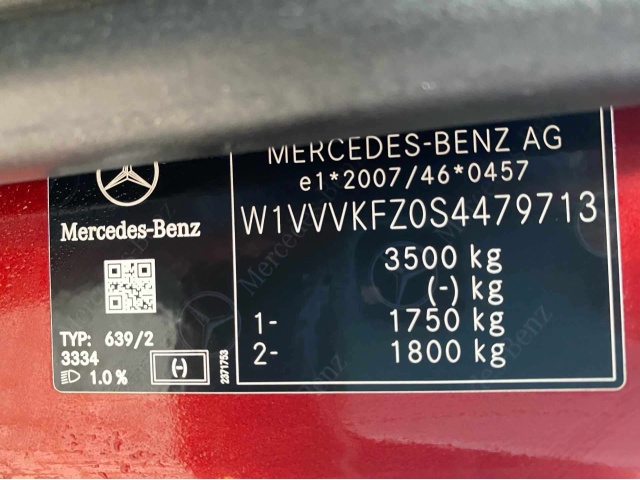 MERCEDES-BENZ AG
e1*2007/46*0457
W1VVVKFZ0S4479713
3500 kg
(-) kg
1- 1750 kg
2- 1800 kg
Mercedes-Benz
TYP: 639/2
3334
(-)
1.0 %
2371753